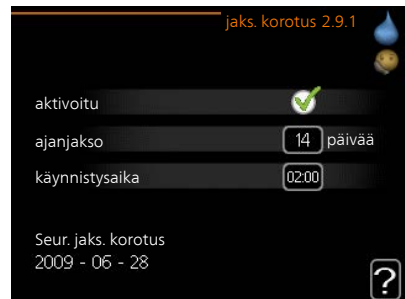 jaks. korotus 2.9.1
aktivoitu
ajanjakso 14 päivää
käynnistysaika 02:00
Seur. jaks. korotus
2009 - 06 - 28
?